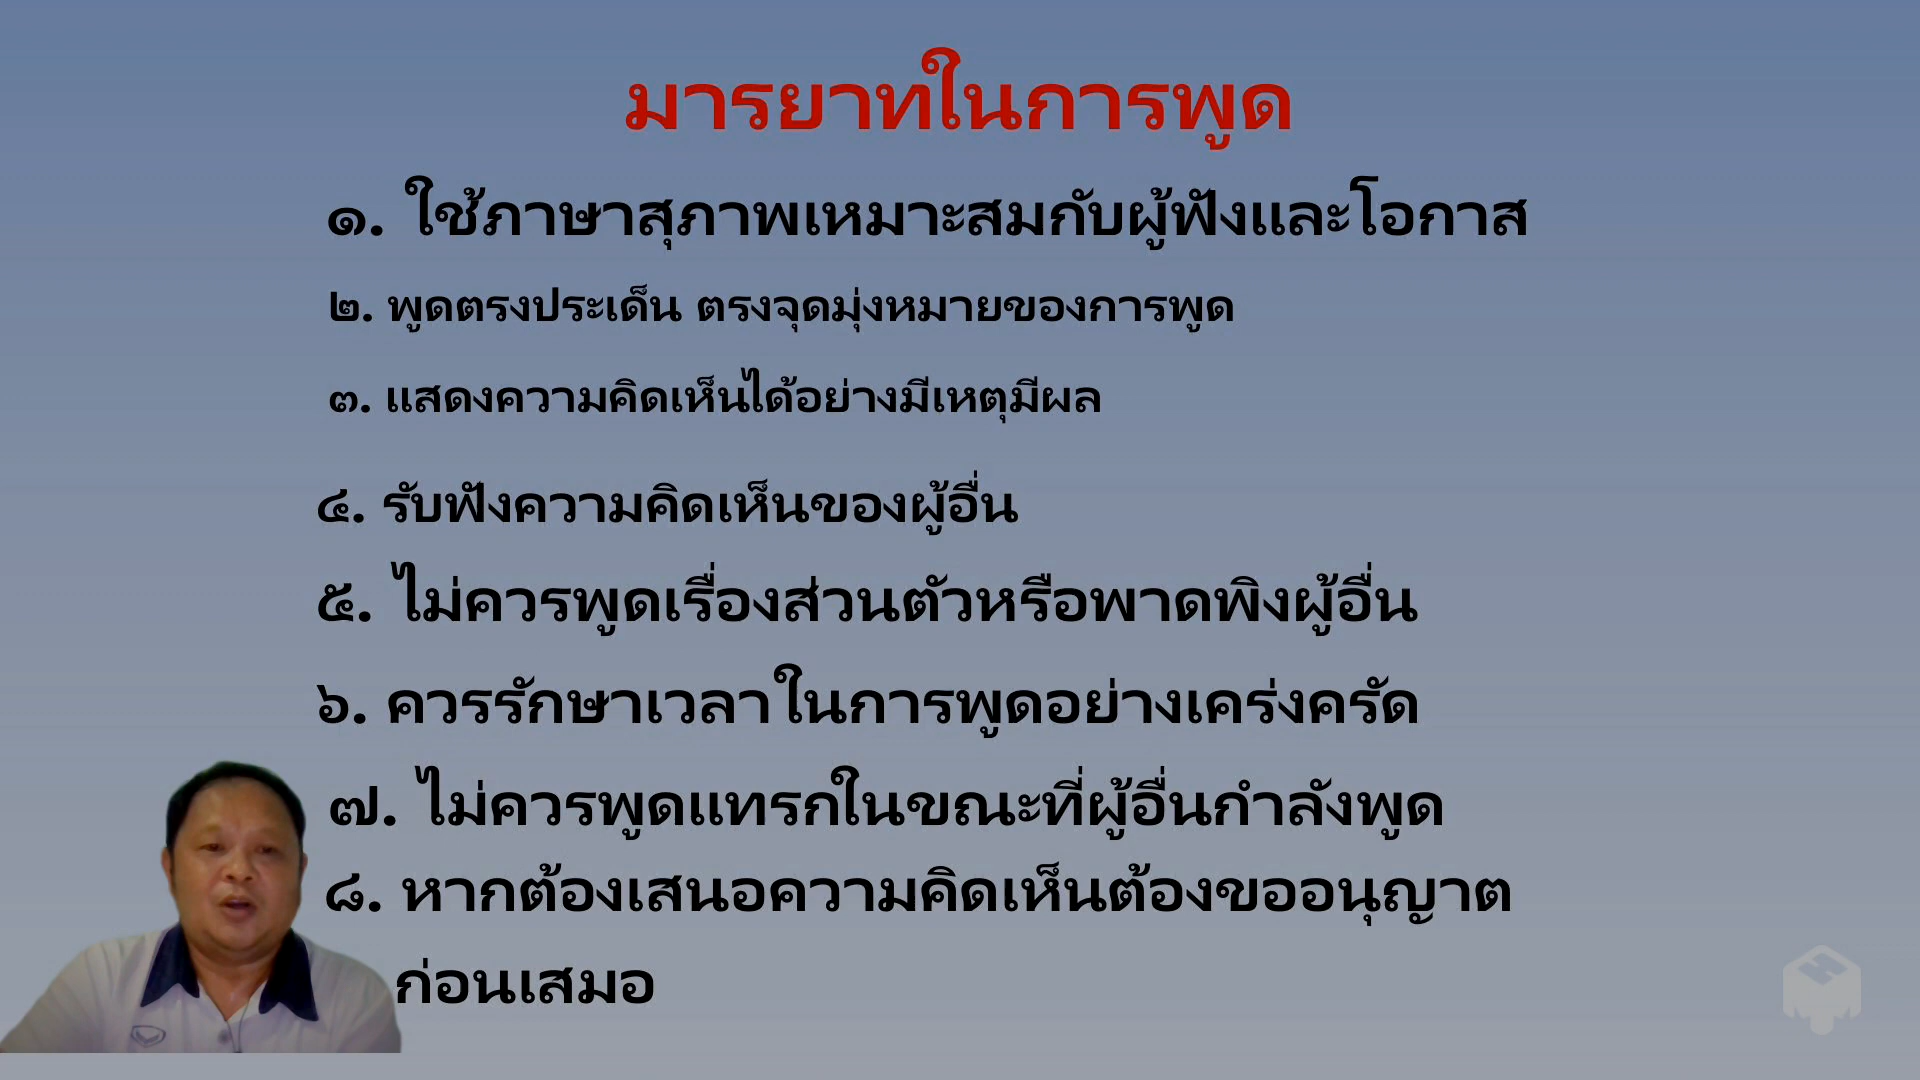 มารยาทในการพูด
๑. ใช้ภาษาสุภาพเหมาะสมกับผู้ฟังและโอกาส
๒. พูดตรงประเด็น ตรงจุดมุ่งหมายของการพูด
๓. แสดงความคิดเห็นได้อย่างมีเหตุมีผล
๔. รับฟังความคิดเห็นของผู้อื่น
๕. ไม่ควรพูดเรื่องส่วนตัวหรือพาดพิงผู้อื่น
๖. ควรรักษาเวลาในการพูดอย่างเคร่งครัด
๗. ไม่ควรพูดแทรกในขณะที่ผู้อื่นกำลังพูด
๘. หากต้องเสนอความคิดเห็นต้องขออนุญาต
ก่อนเสมอ